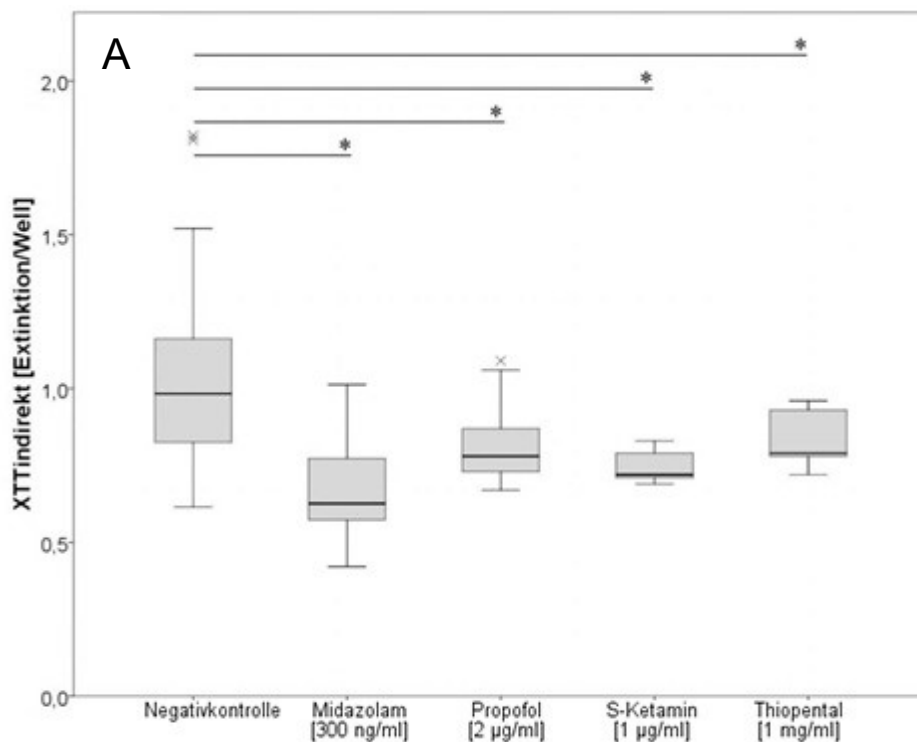 A
*
*
*
*
XTTindirekt [Extinktion/Well]
2.0
1.5
1.0
0.5
0.0
Negativkontrolle
Midazolam
[300 ng/ml]
Propofol
[2 µg/ml]
S-Ketamin
[1 µg/ml]
Thiopental
[1 mg/ml]